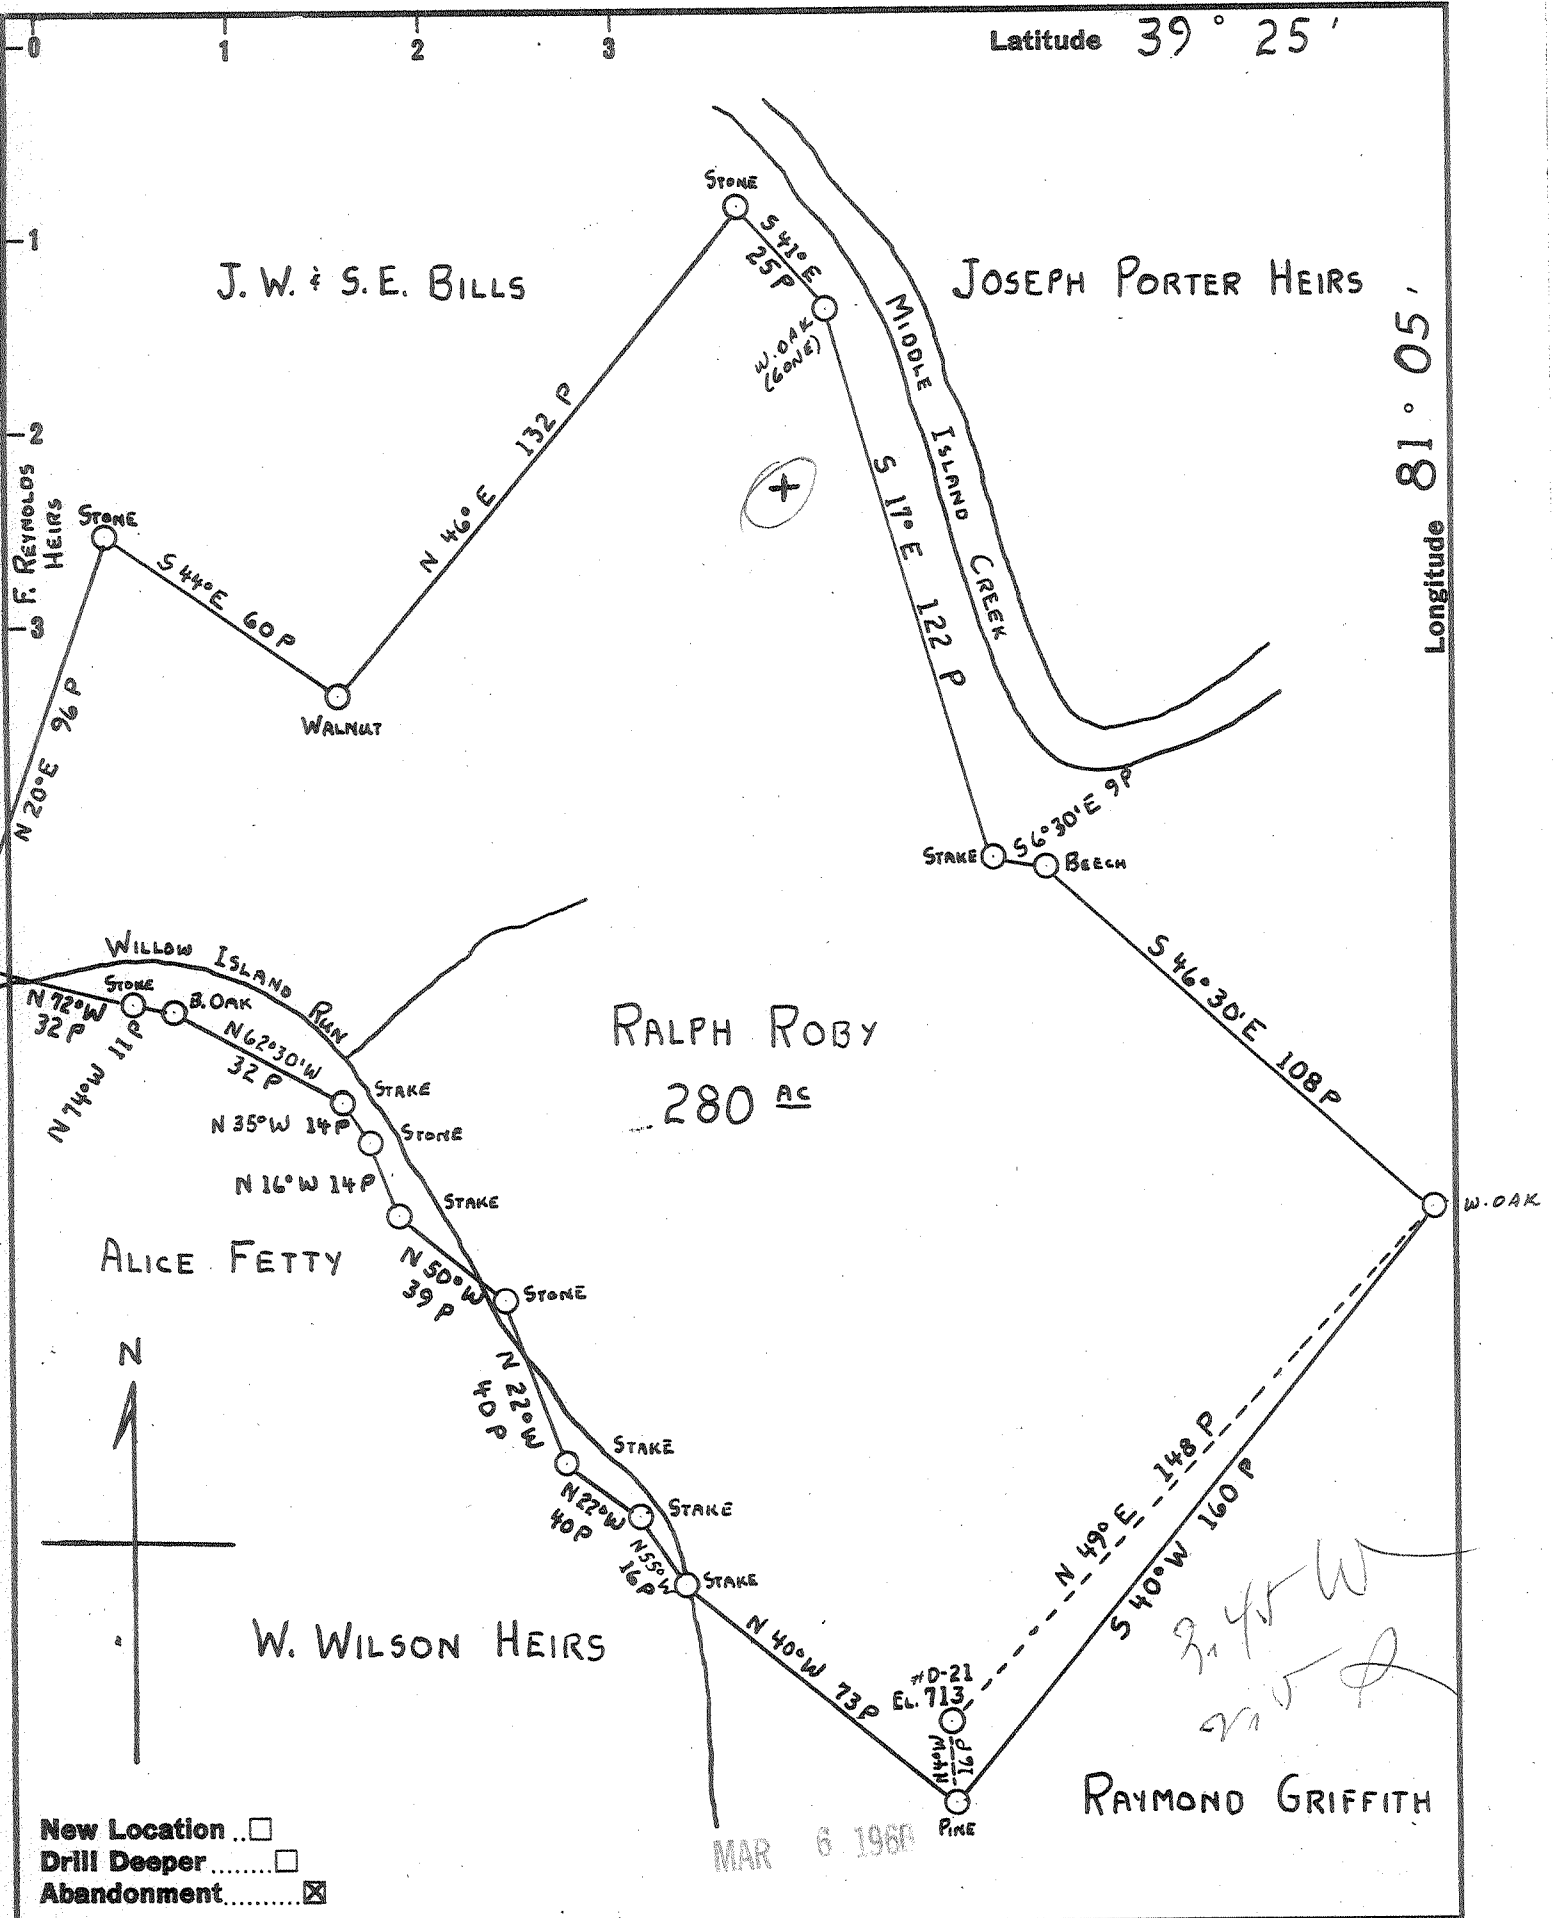 0 1 2 3
Latitude 39° 25'
1
2
3
Longitude 81° 05'
STONE
S 41° E
25 P
J. W. & S. E. BILLS
JOSEPH PORTER HEIRS
W. OAK
(GONE)
MIDDLE ISLAND CREEK
N 46° E 132 P
S 17° E 122 P
F. REYNOLDS
HEIRS
STONE
S 44° E 60 P
WALNUT
N 20° E 96 P
STAKE
S 6° 30' E 9 P
BEECH
S 46° 30' E 108 P
WILLOW ISLAND RUN
STONE
B. OAK
N 72° W
32 P
N 74° W 11 P
N 62° 30' W
32 P
RALPH ROBY
280 AC
STAKE
N 35° W 14 P
STONE
N 16° W 14 P
STAKE
W. OAK
ALICE FETTY
N 50° W
39 P
STONE
N
N 22° W
40 P
STAKE
N 22° W
40 P
STAKE
N 55° W
16 P
STAKE
N 49° E 148 P
S 40° W 160 P
W. WILSON HEIRS
N 40° W 73 P
#D-21
EL. 713
N 4° W
16 P
PINE
3.45 W
RAYMOND GRIFFITH
New Location ..
Drill Deeper ........
Abandonment ..........
MAR 6 1960